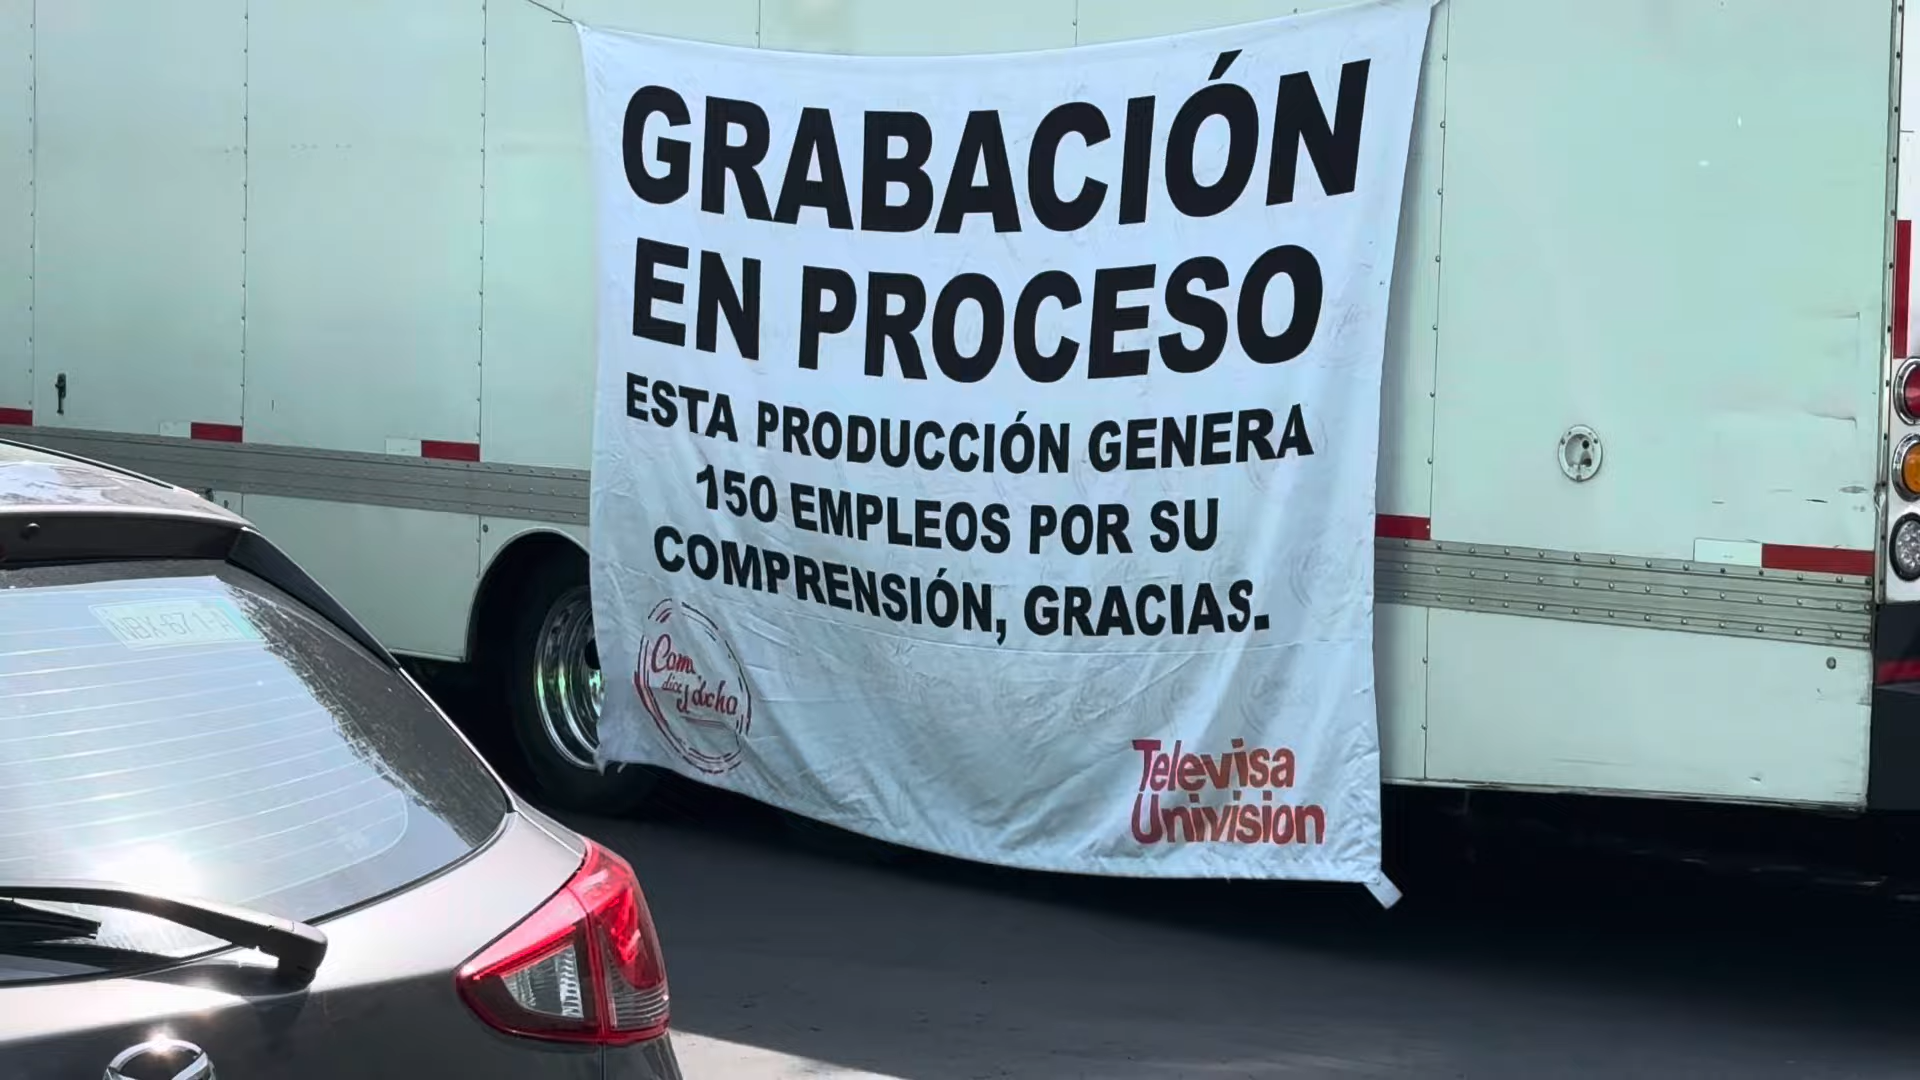 GRABACIÓN
EN PROCESO
ESTA PRODUCCIÓN GENERA
150 EMPLEOS POR SU
COMPRENSIÓN, GRACIAS.
Como
dice
Televisa
Univision